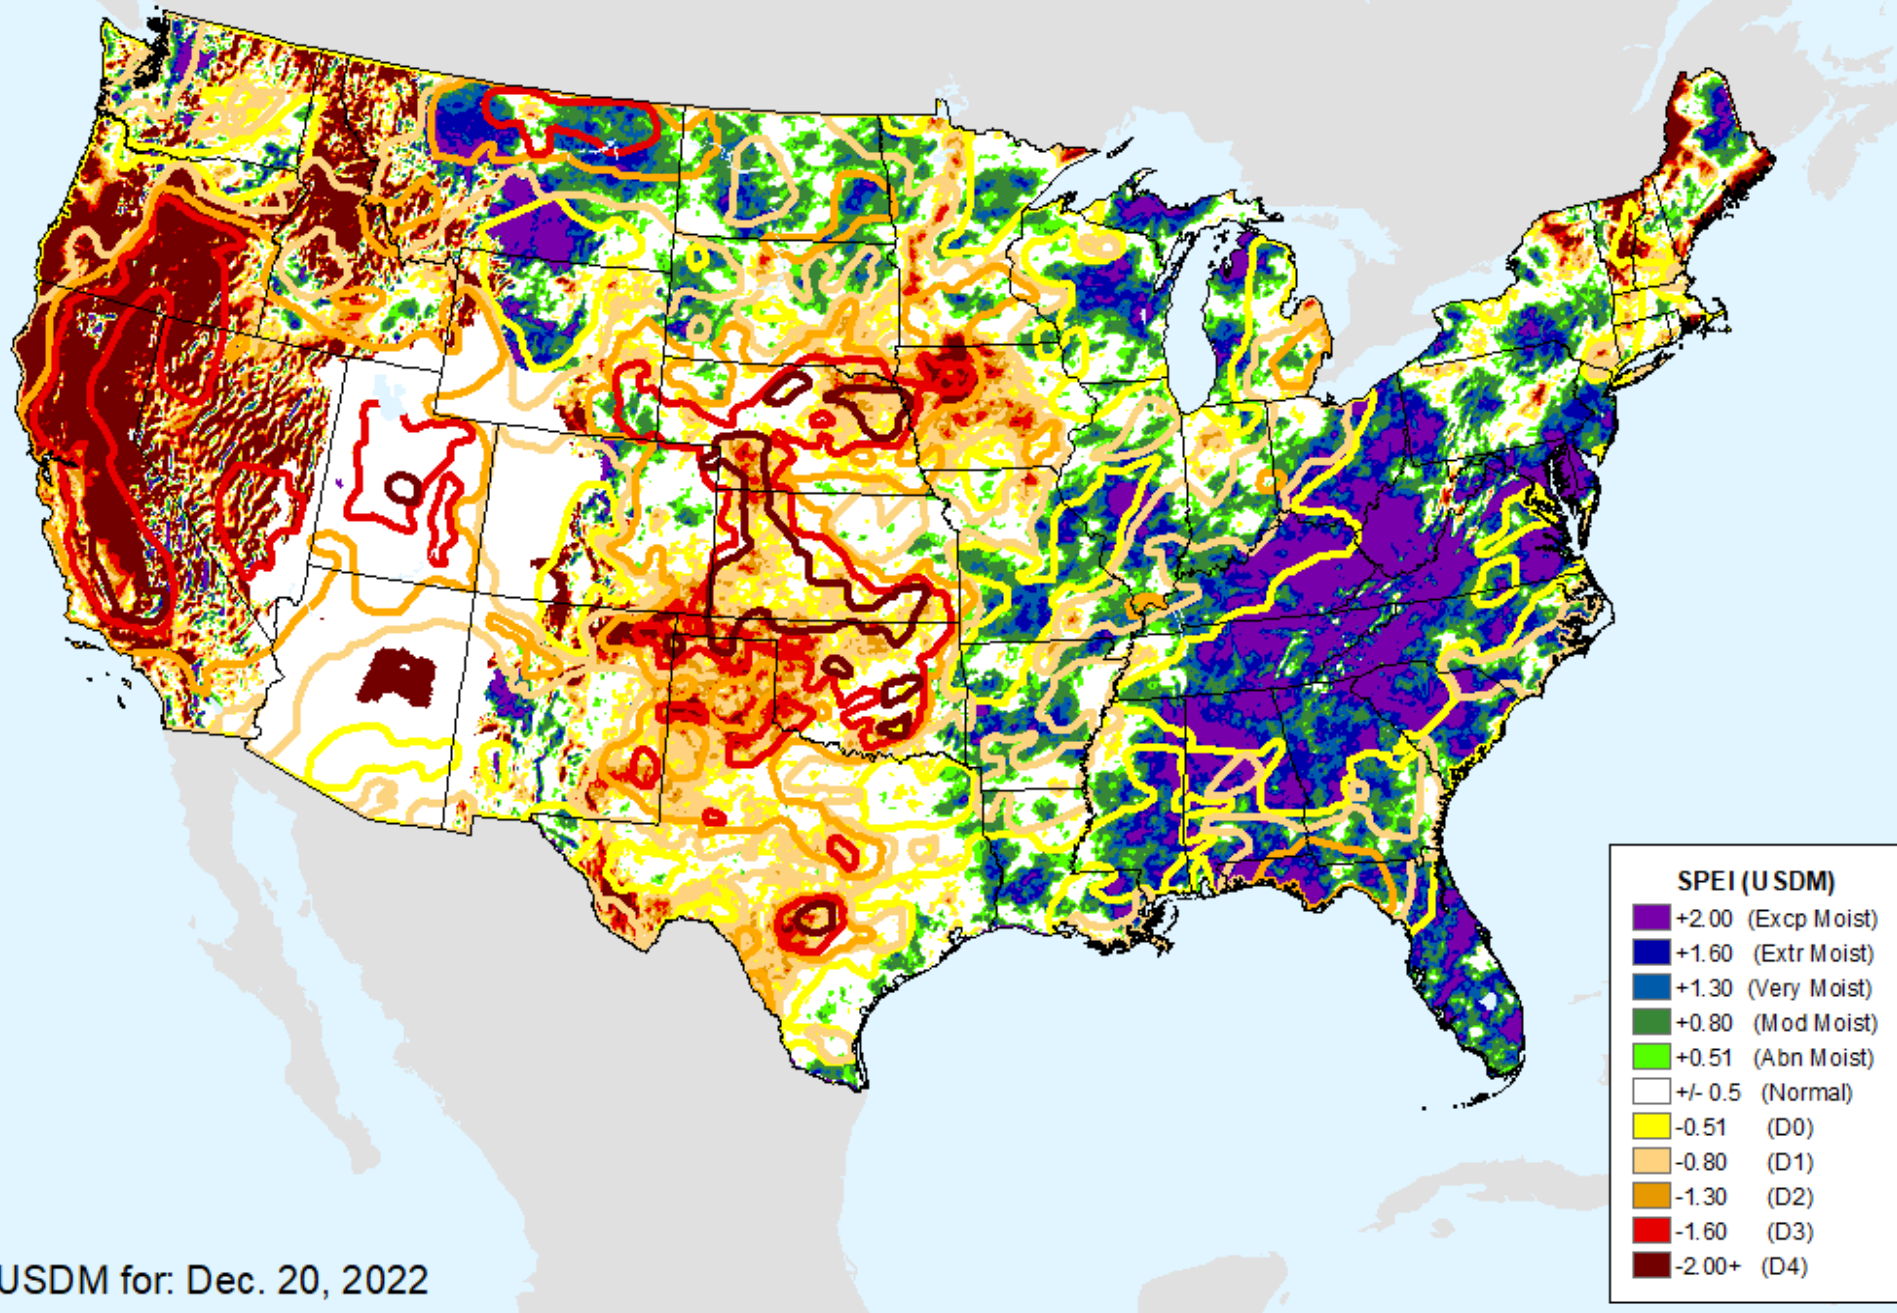 SPEI (USDM)
+2.00 (Excp Moist)
+1.60 (Extr Moist)
+1.30 (Very Moist)
+0.80 (Mod Moist)
+0.51 (Abn Moist)
+/- 0.5 (Normal)
-0.51 (D0)
-0.80 (D1)
-1.30 (D2)
-1.60 (D3)
-2.00+ (D4)
USDM for: Dec. 20, 2022